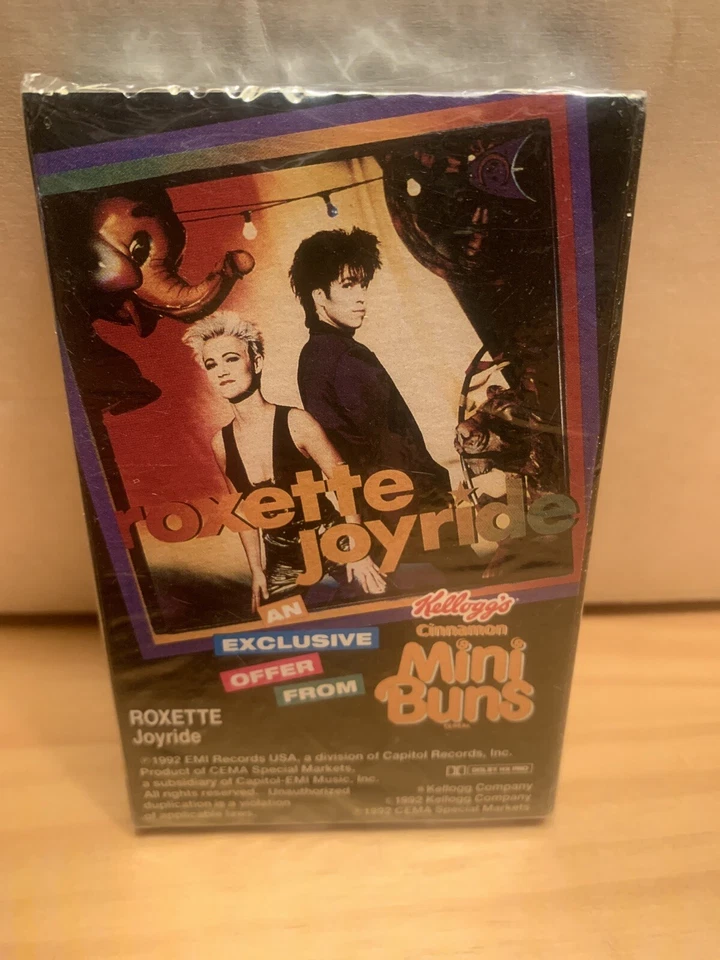 roxette
joyride
AN
EXCLUSIVE
OFFER
FROM
Kellogg's
Cinnamon
Mini
Buns
CEREAL
ROXETTE
Joyride
℗1992 EMI Records USA, a division of Capitol Records, Inc.
Product of CEMA Special Markets,
a subsidiary of Capitol-EMI Music, Inc.
All rights reserved. Unauthorized
duplication is a violation
of applicable laws.
DOLBY HX PRO
® Kellogg Company
© 1992 Kellogg Company
© 1992 CEMA Special Markets